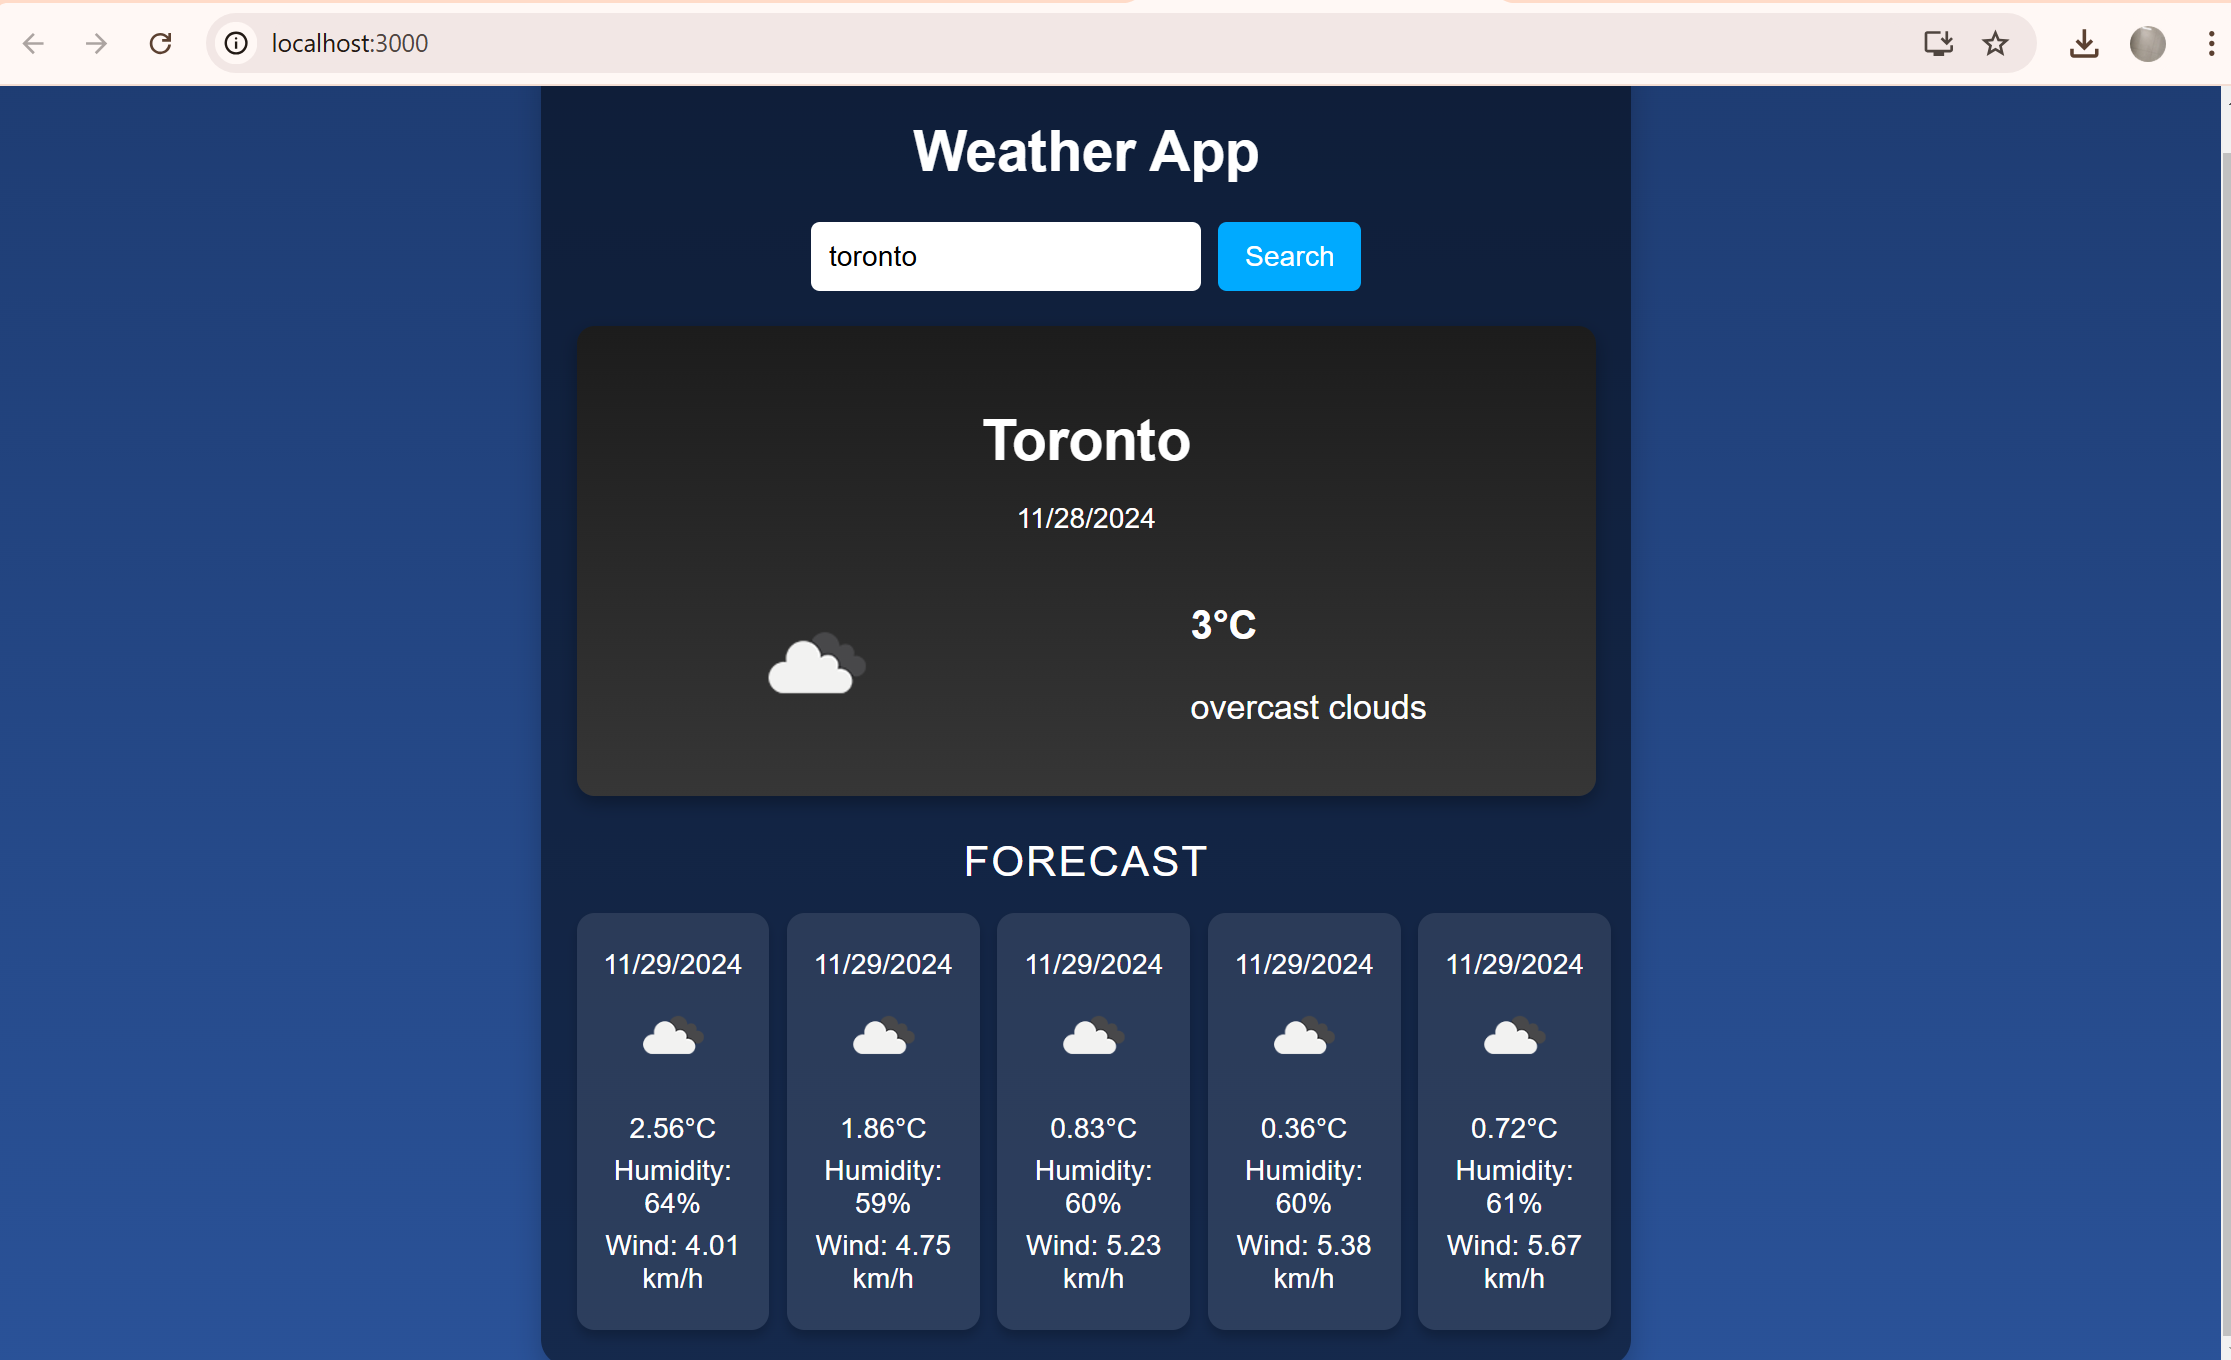 localhost:3000
Weather App
toronto
Search
Toronto
11/28/2024
3°C
overcast clouds
FORECAST
11/29/2024
2.56°C
Humidity:
64%
Wind: 4.01
km/h
11/29/2024
1.86°C
Humidity:
59%
Wind: 4.75
km/h
11/29/2024
0.83°C
Humidity:
60%
Wind: 5.23
km/h
11/29/2024
0.36°C
Humidity:
60%
Wind: 5.38
km/h
11/29/2024
0.72°C
Humidity:
61%
Wind: 5.67
km/h